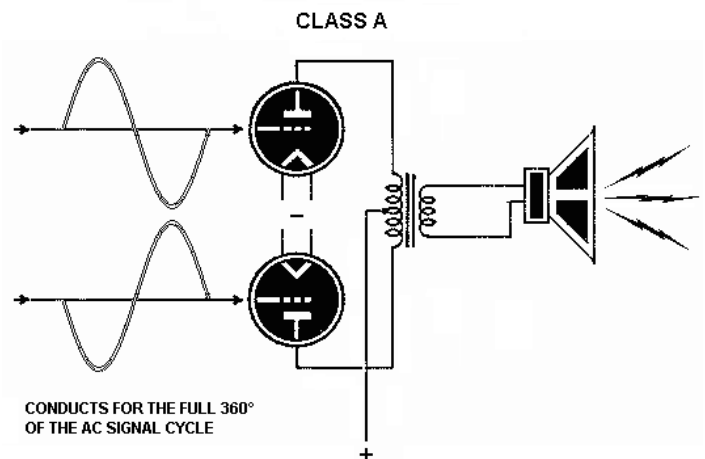 CLASS A
−
CONDUCTS FOR THE FULL 360°
OF THE AC SIGNAL CYCLE
+